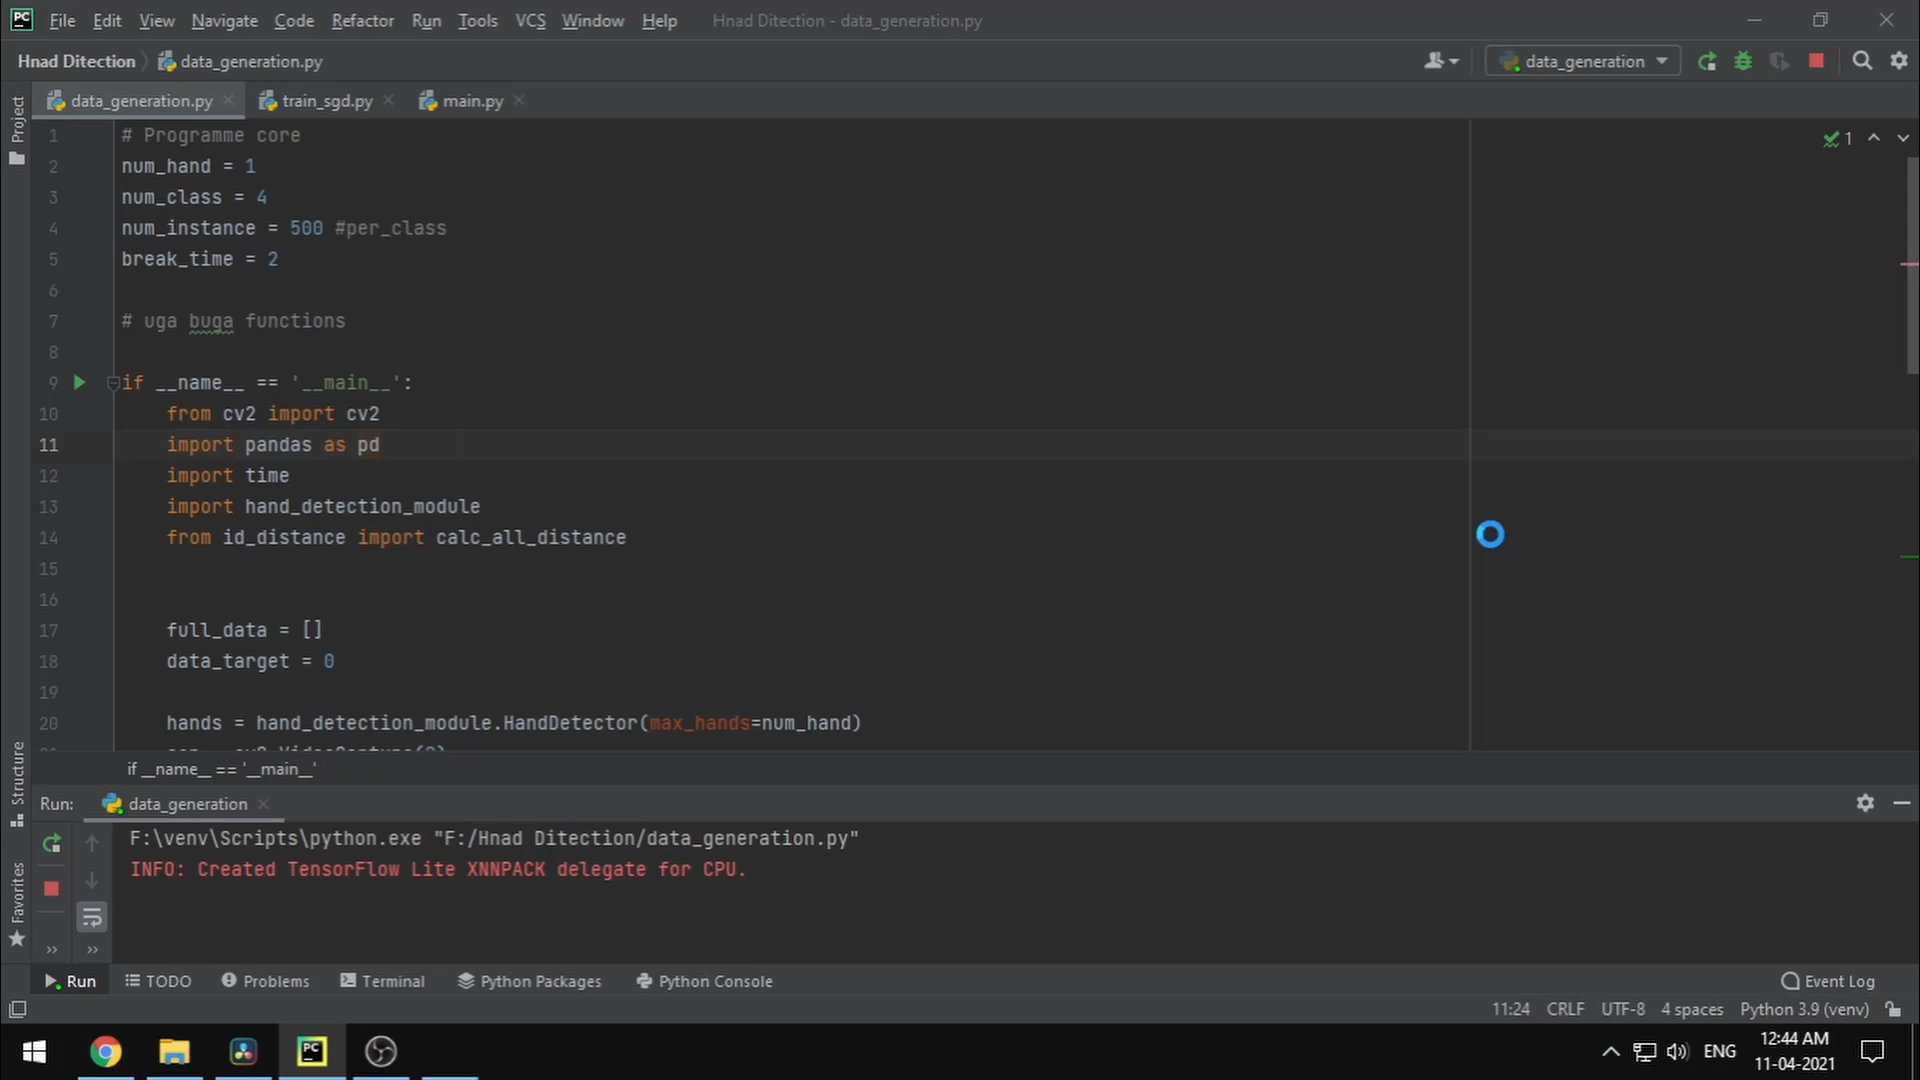 PC File Edit View Navigate Code Refactor Run Tools VCS Window Help Hnad Ditection - data_generation.py
Hnad Ditection data_generation.py data_generation
data_generation.py train_sgd.py main.py
Project
1 # Programme core
2 num_hand = 1
3 num_class = 4
4 num_instance = 500 #per_class
5 break_time = 2
6
7 # uga buga functions
8
9 if __name__ == '__main__':
10 from cv2 import cv2
11 import pandas as pd
12 import time
13 import hand_detection_module
14 from id_distance import calc_all_distance
15
16
17 full_data = []
18 data_target = 0
19
20 hands = hand_detection_module.HandDetector(max_hands=num_hand)
1
if __name__ == '__main__'
Structure
Favorites
Run: data_generation
F:\venv\Scripts\python.exe "F:/Hnad Ditection/data_generation.py"
INFO: Created TensorFlow Lite XNNPACK delegate for CPU.
Run TODO Problems Terminal Python Packages Python Console Event Log
11:24 CRLF UTF-8 4 spaces Python 3.9 (venv)
PC ENG 12:44 AM
11-04-2021